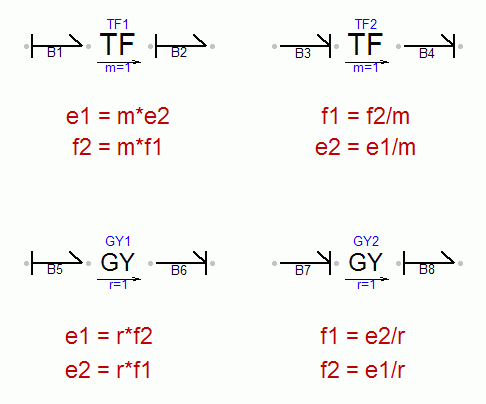 TF1
TF
B1
B2
m=1
e1 = m*e2
f2 = m*f1
TF2
TF
B3
B4
m=1
f1 = f2/m
e2 = e1/m
GY1
GY
B5
B6
r=1
e1 = r*f2
e2 = r*f1
GY2
GY
B7
B8
r=1
f1 = e2/r
f2 = e1/r